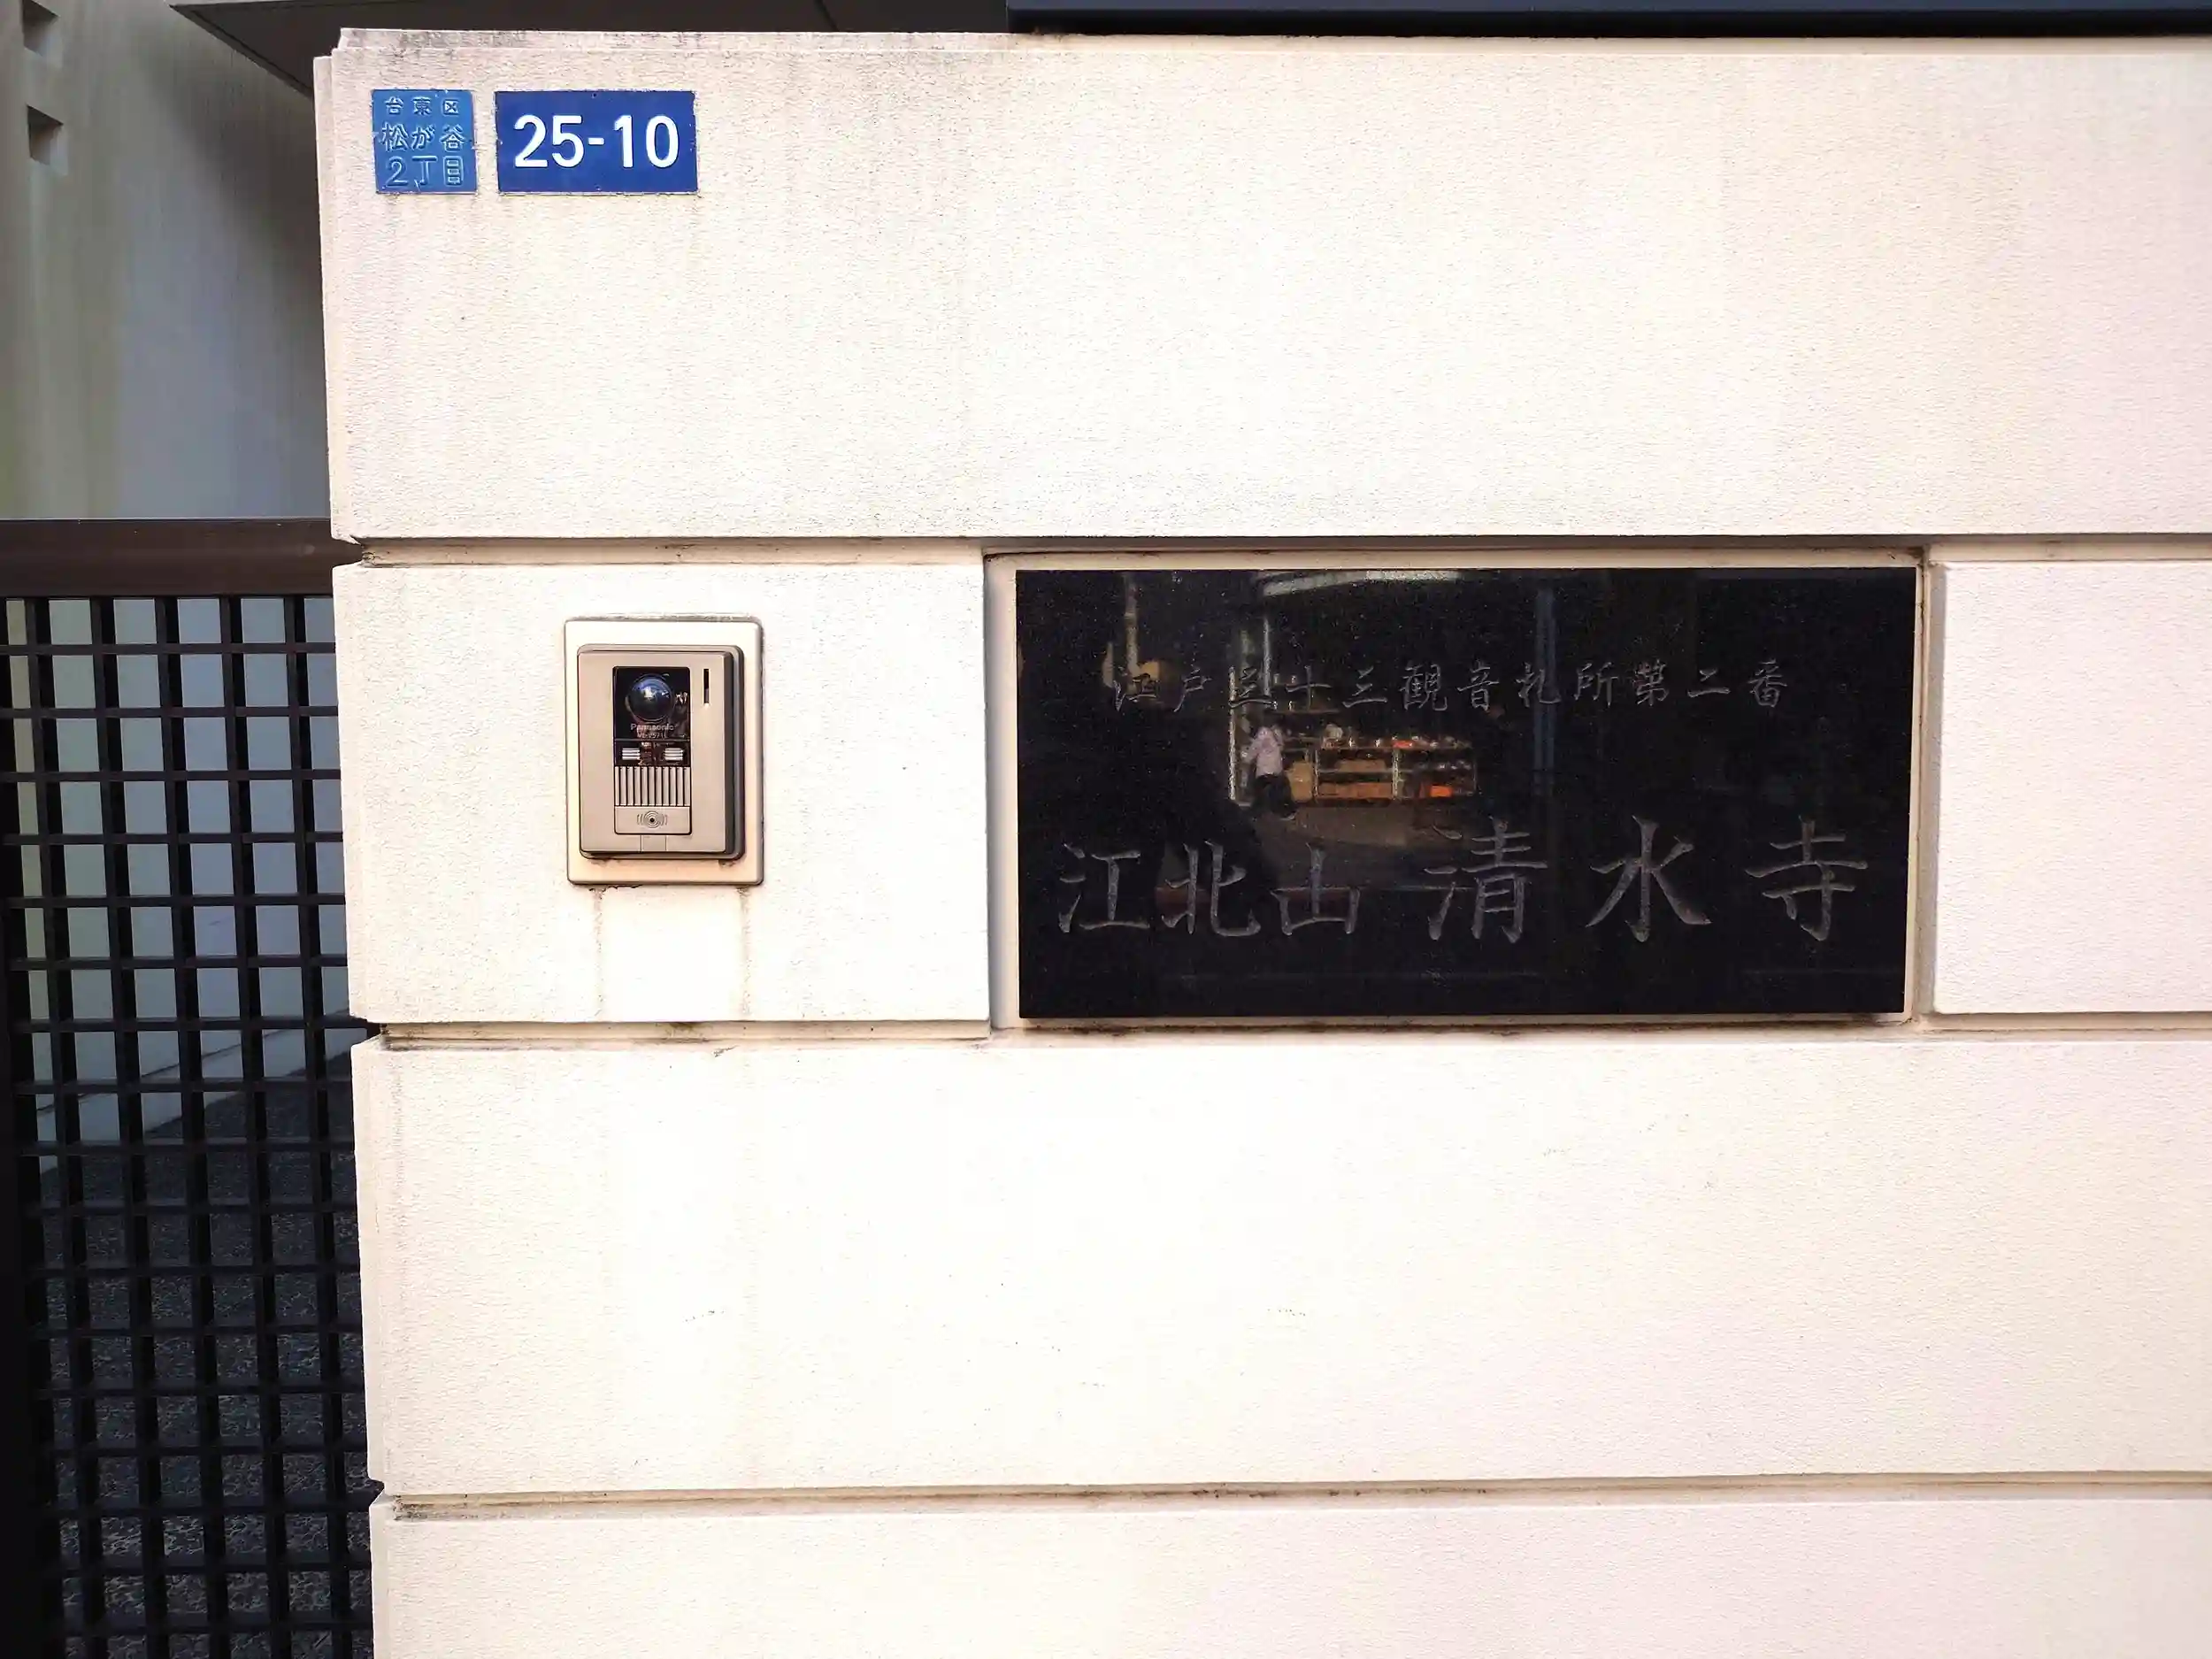 台東区
松が谷
2丁目
25-10
Panasonic
江戸三十三観音札所第二番
江北山 清水寺